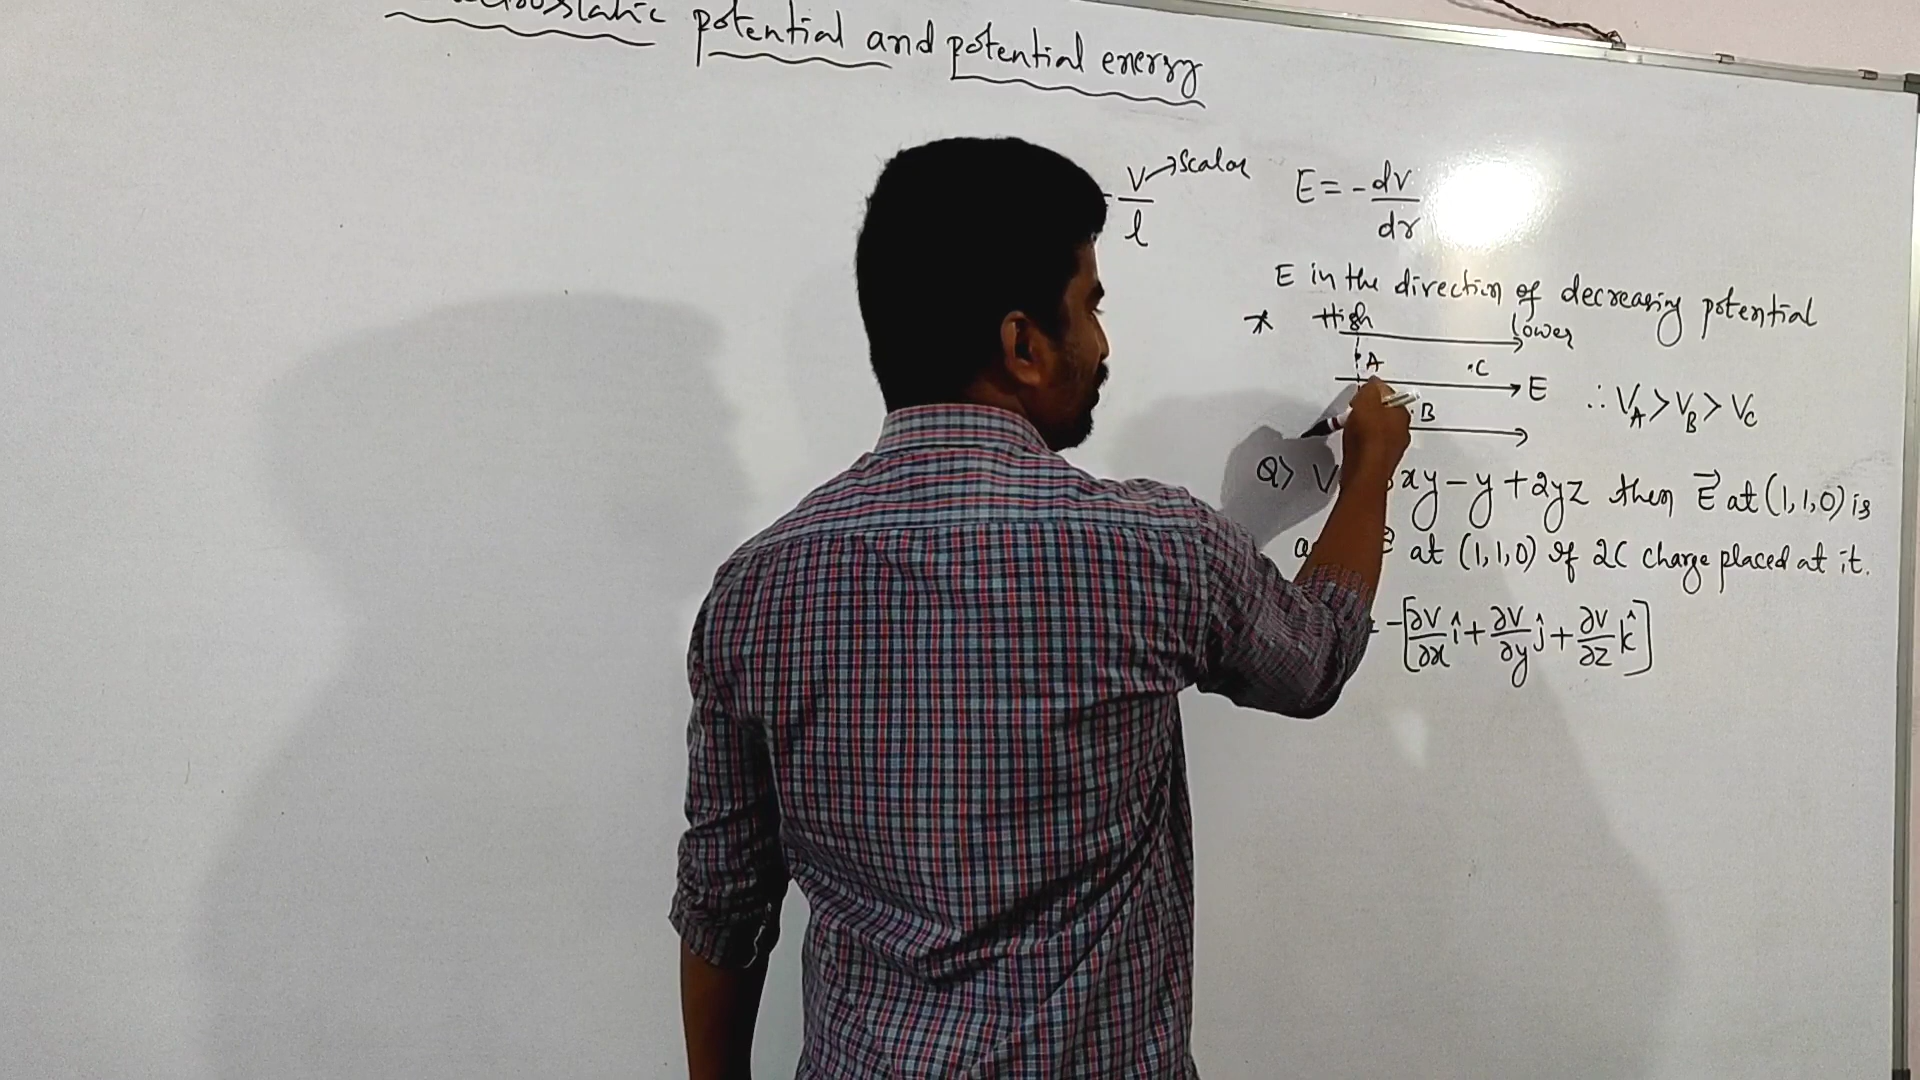 potential and potential energy
V → Scalar
l
E = - dv/dr
E in the direction of decreasing potential
* High lower
A .C
E ∴ V_A > V_B > V_C
.B
Q> V xy - y + 2yz then E⃗ at (1,1,0) is
at (1,1,0) If 2C charge placed at it.
= -[∂V/∂x î + ∂V/∂y ĵ + ∂V/∂z k̂]